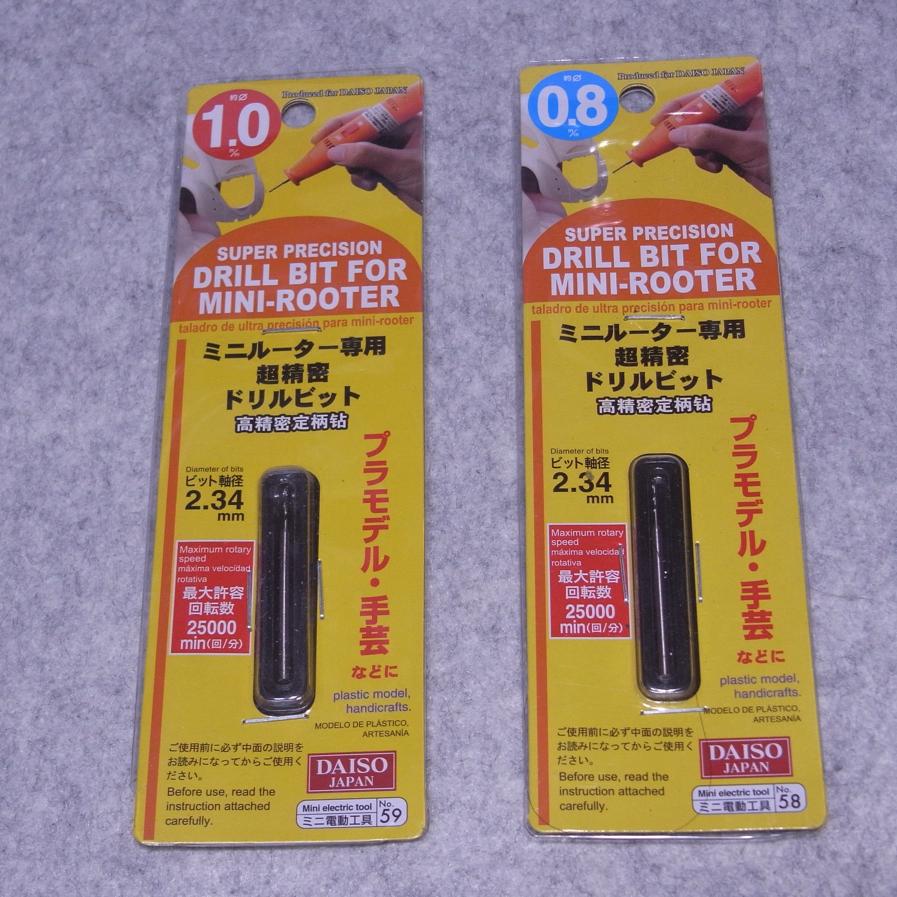 約Ø
1.0
m/m
Produced for DAISO JAPAN
SUPER PRECISION
DRILL BIT FOR
MINI-ROOTER
taladro de ultra precisión para mini-rooter
ミニルーター専用
超精密
ドリルビット
高精密定柄钻
Diameter of bits
ビット軸径
2.34
mm
Maximum rotary
speed
máxima velocidad
rotativa
最大許容
回転数
25000
min(回/分)
プラモデル・手芸
などに
plastic model,
handicrafts.
MODELO DE PLÁSTICO,
ARTESANÍA
ご使用前に必ず中面の説明を
お読みになってからご使用く
ださい。
Before use, read the
instruction attached
carefully.
DAISO
JAPAN
Mini electric tool
ミニ電動工具
No.
59
約Ø
0.8
m/m
Produced for DAISO JAPAN
SUPER PRECISION
DRILL BIT FOR
MINI-ROOTER
taladro de ultra precisión para mini-rooter
ミニルーター専用
超精密
ドリルビット
高精密定柄钻
Diameter of bits
ビット軸径
2.34
mm
Maximum rotary
speed
máxima velocidad
rotativa
最大許容
回転数
25000
min(回/分)
プラモデル・手芸
などに
plastic model,
handicrafts.
MODELO DE PLÁSTICO,
ARTESANÍA
ご使用前に必ず中面の説明を
お読みになってからご使用く
ださい。
Before use, read the
instruction attached
carefully.
DAISO
JAPAN
Mini electric tool
ミニ電動工具
No.
58